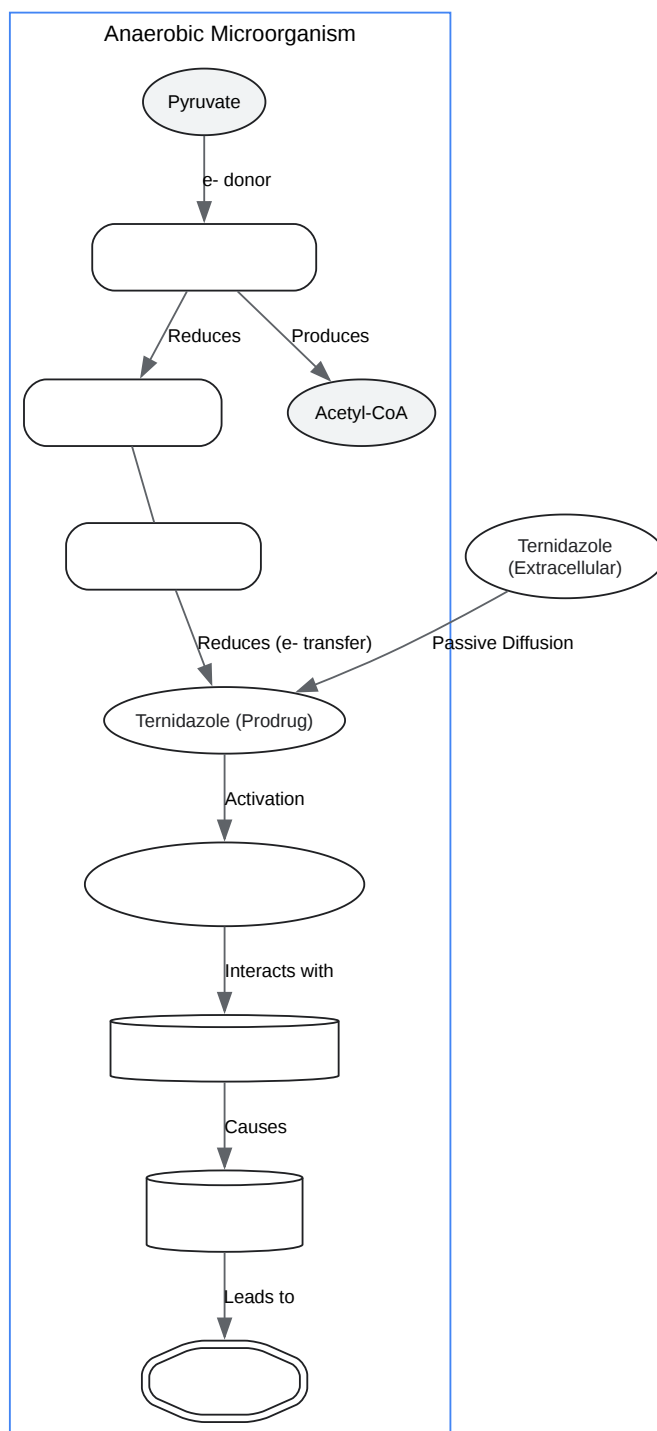 Anaerobic Microorganism
Pyruvate
e- donor
Reduces
Produces
Acetyl-CoA
Ternidazole
(Extracellular)
Reduces (e- transfer)
Passive Diffusion
Ternidazole (Prodrug)
Activation
Interacts with
Causes
Leads to